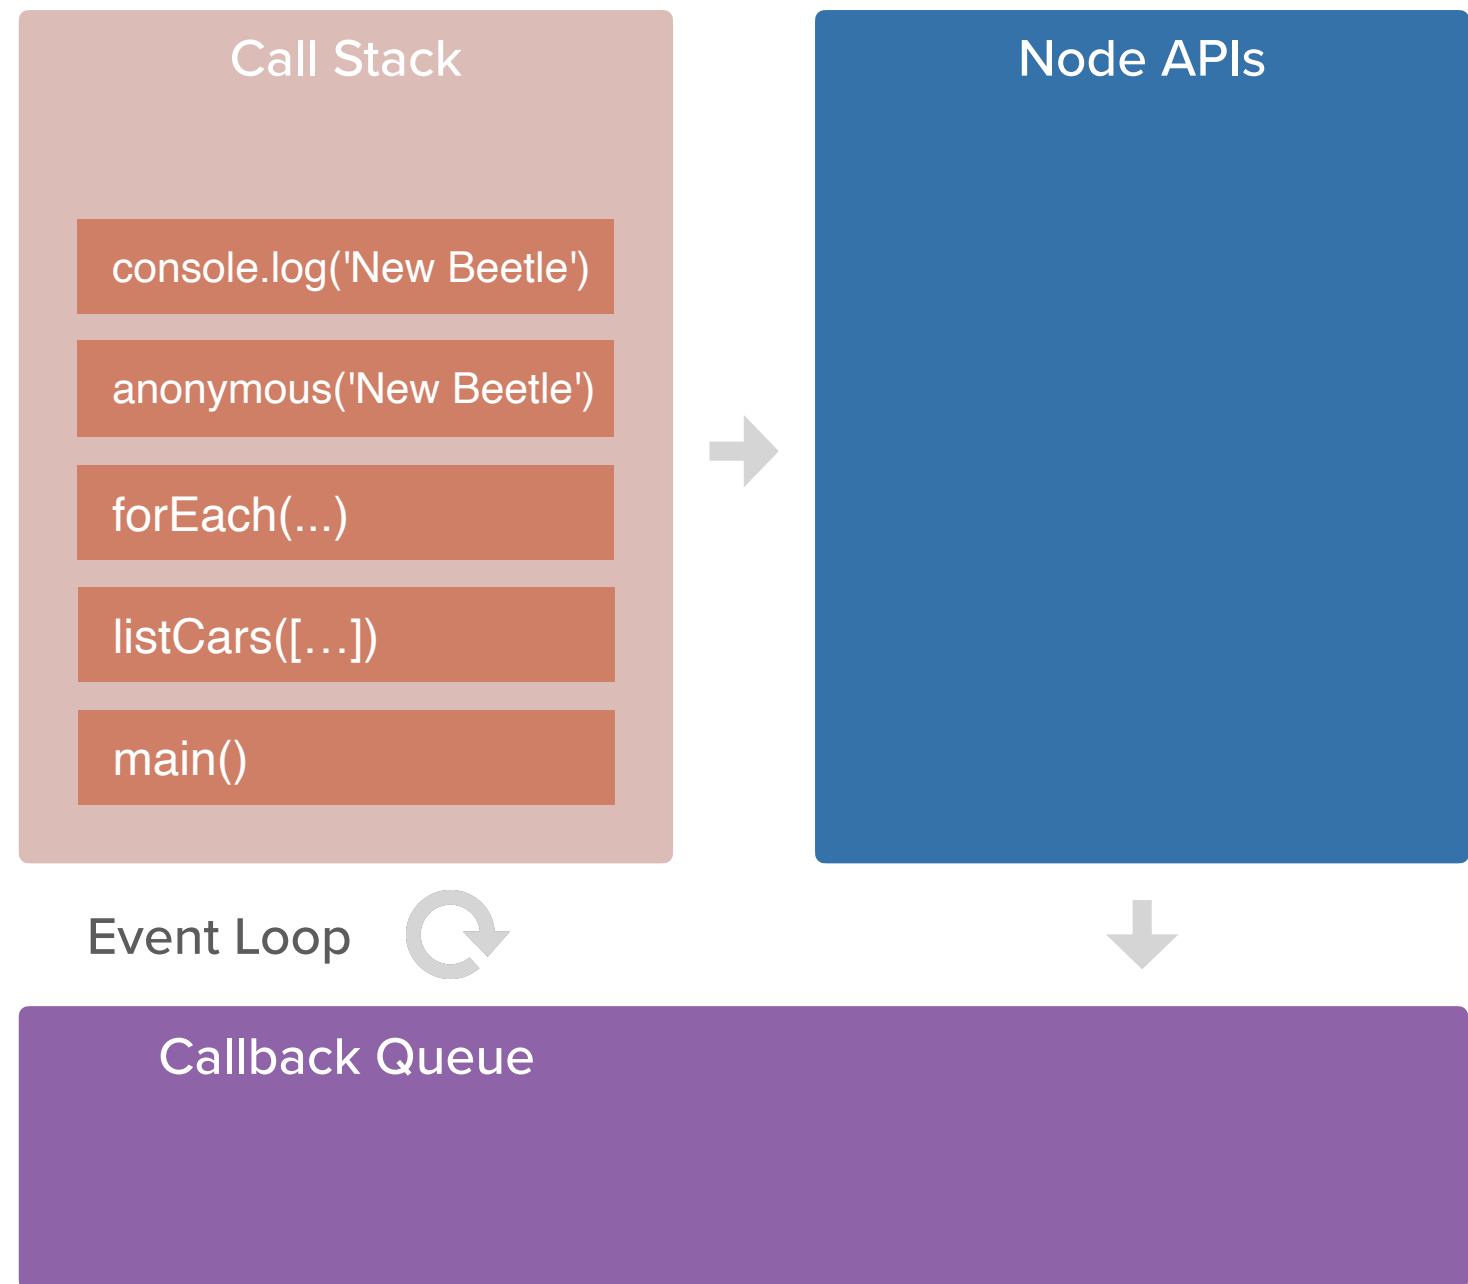 Call Stack
console.log('New Beetle')
anonymous('New Beetle')
forEach(...)
listCars([…])
main()
Node APIs
Event Loop
Callback Queue